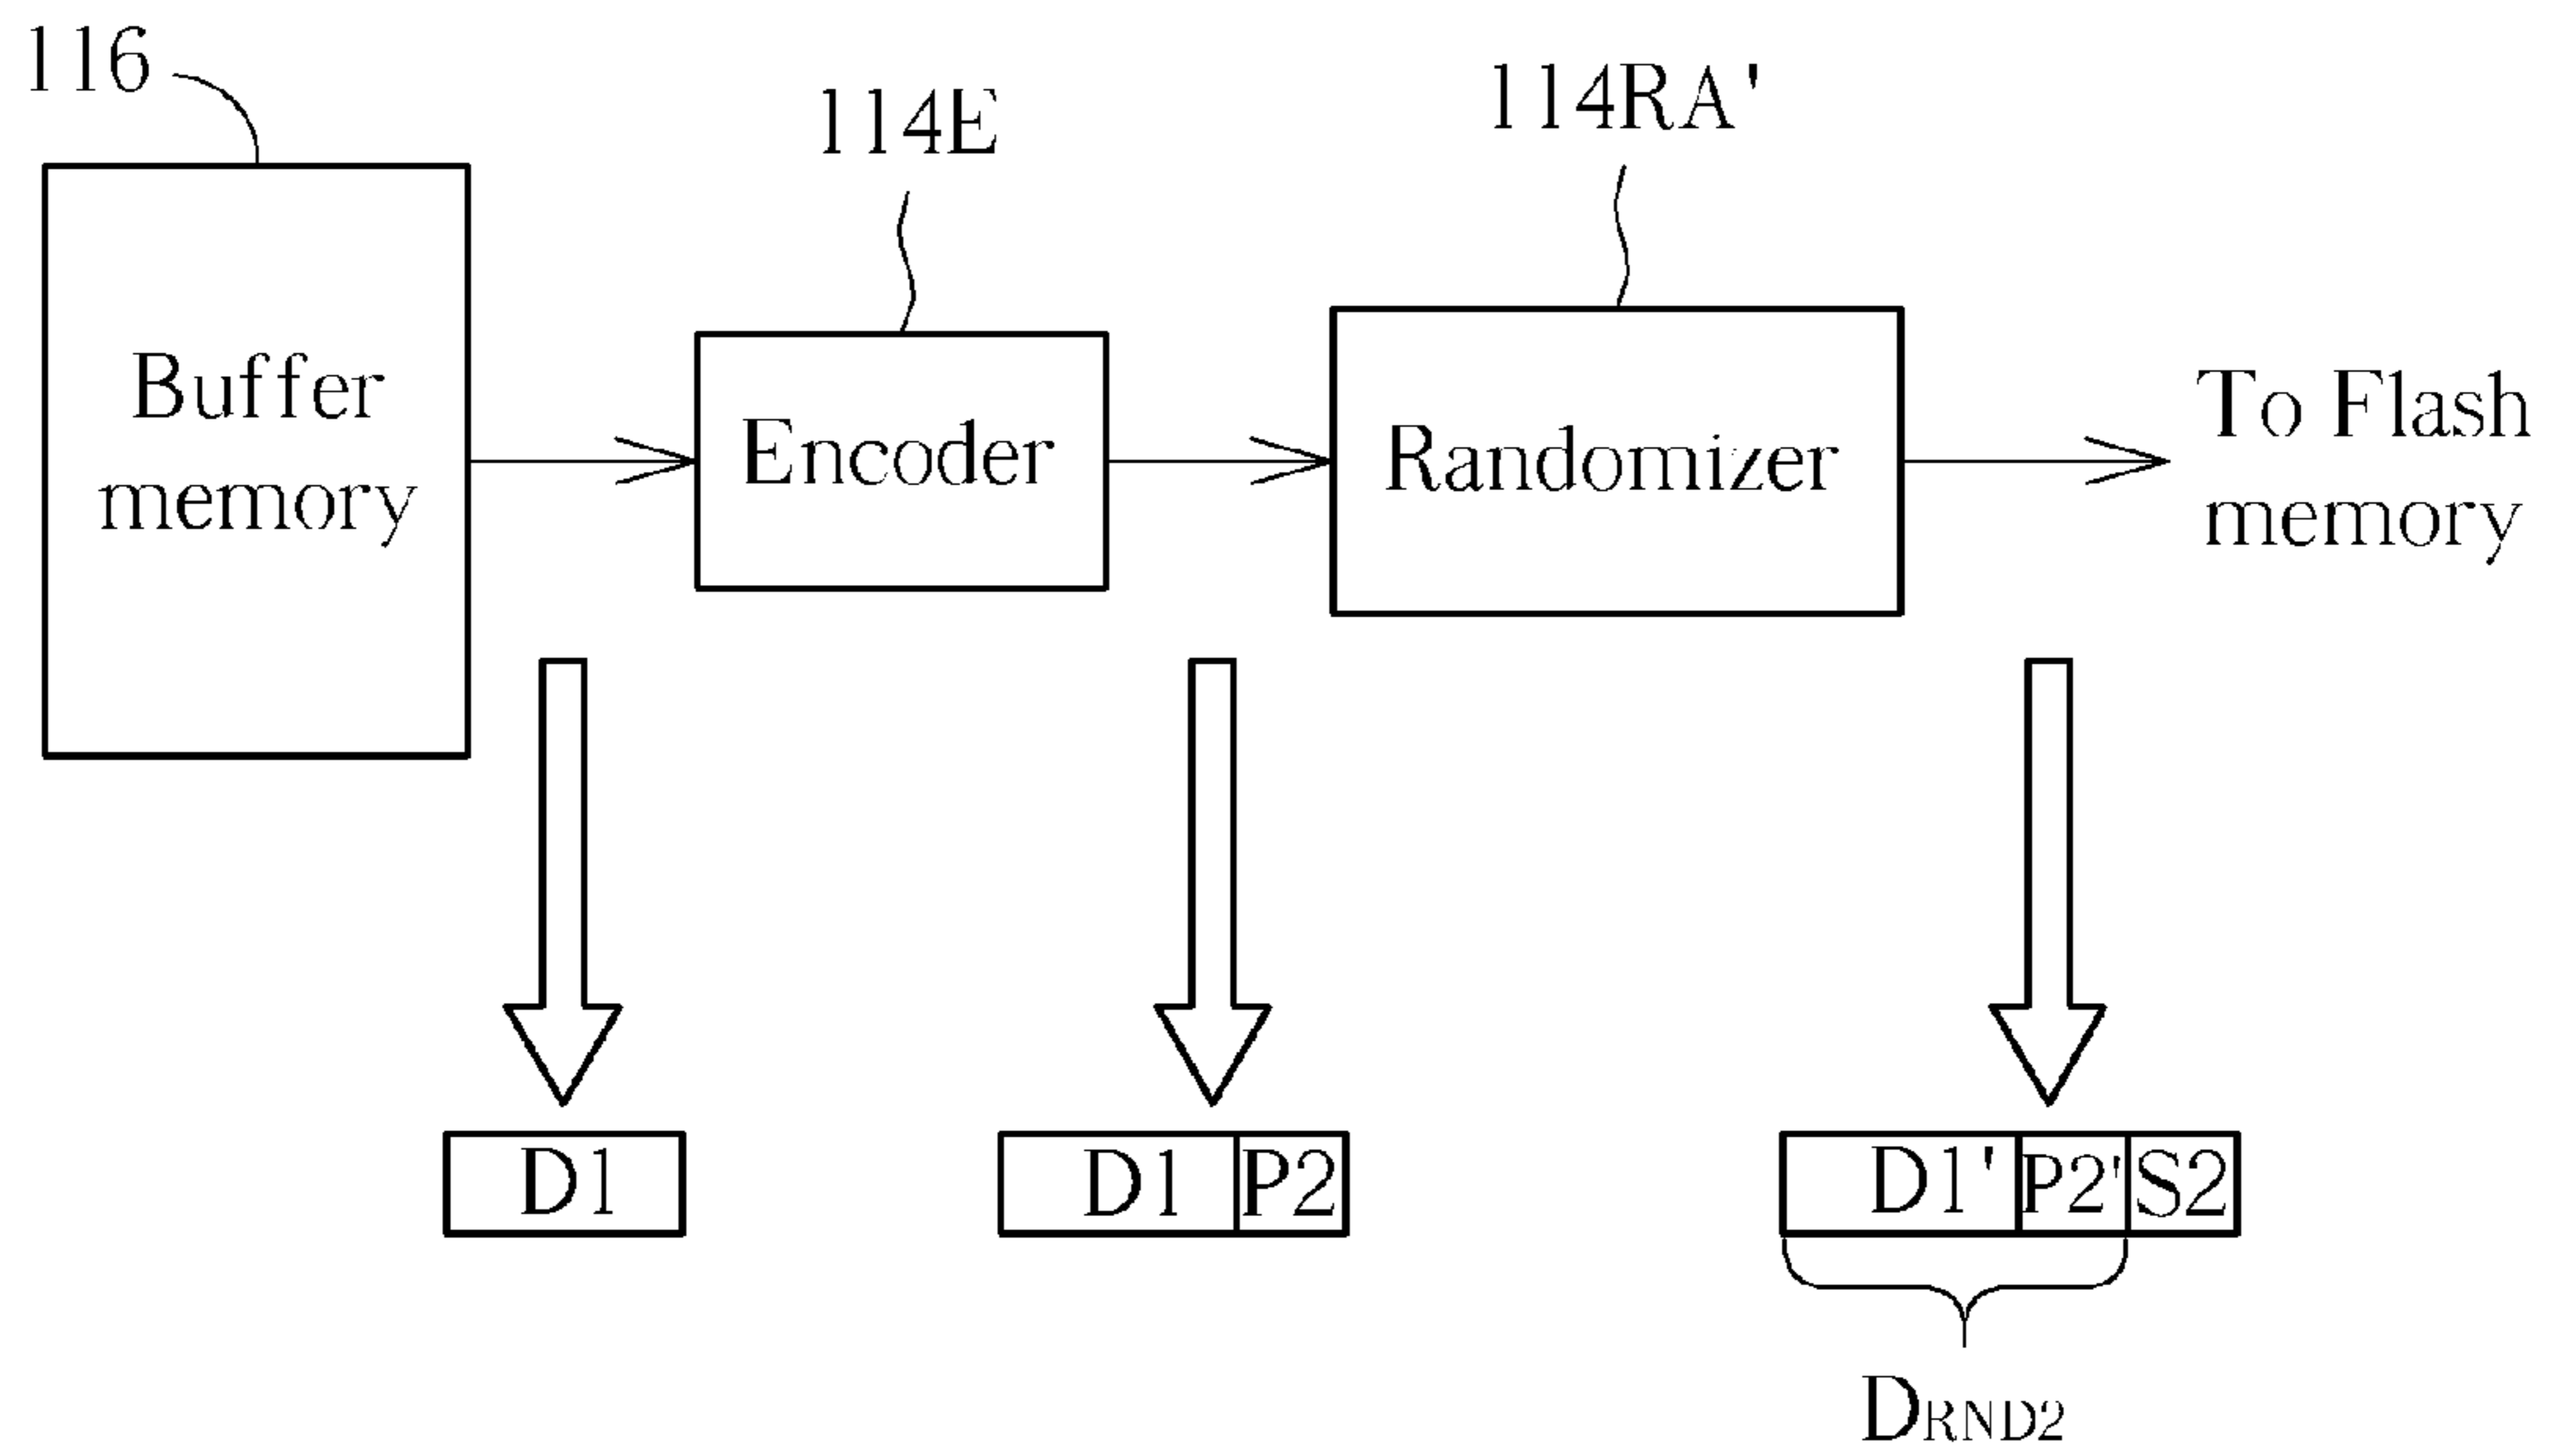 116
114E
114RA'
Buffer
memory
Encoder
Randomizer
To Flash
memory
D1
D1 P2
D1' P2' S2
DRND2